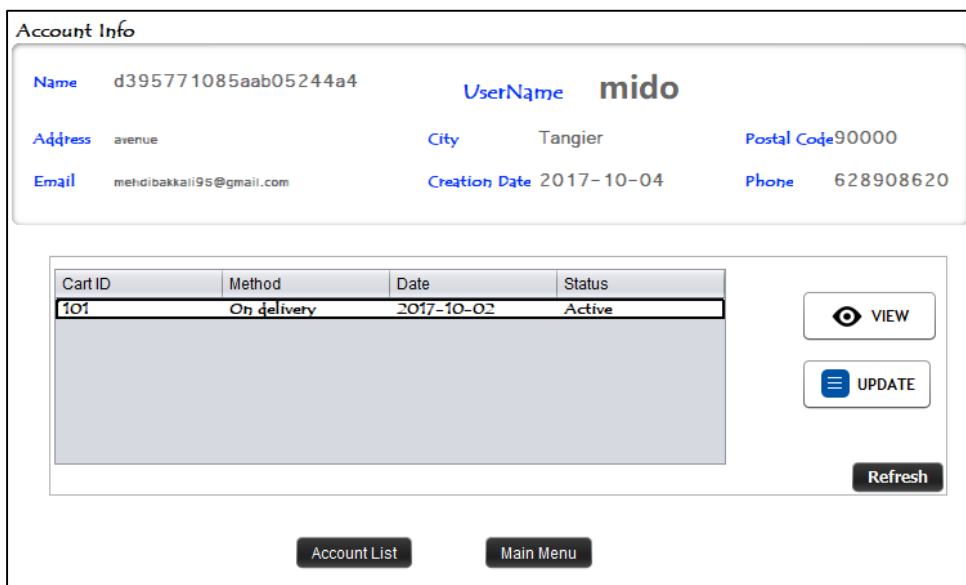 Account Info
Name d395771085aab05244a4 UserName mido
Address avenue City Tangier Postal Code 90000
Email mehdibakkali95@gmail.com Creation Date 2017-10-04 Phone 628908620
Cart ID Method Date Status
101 On delivery 2017-10-02 Active
VIEW
UPDATE
Refresh
Account List Main Menu